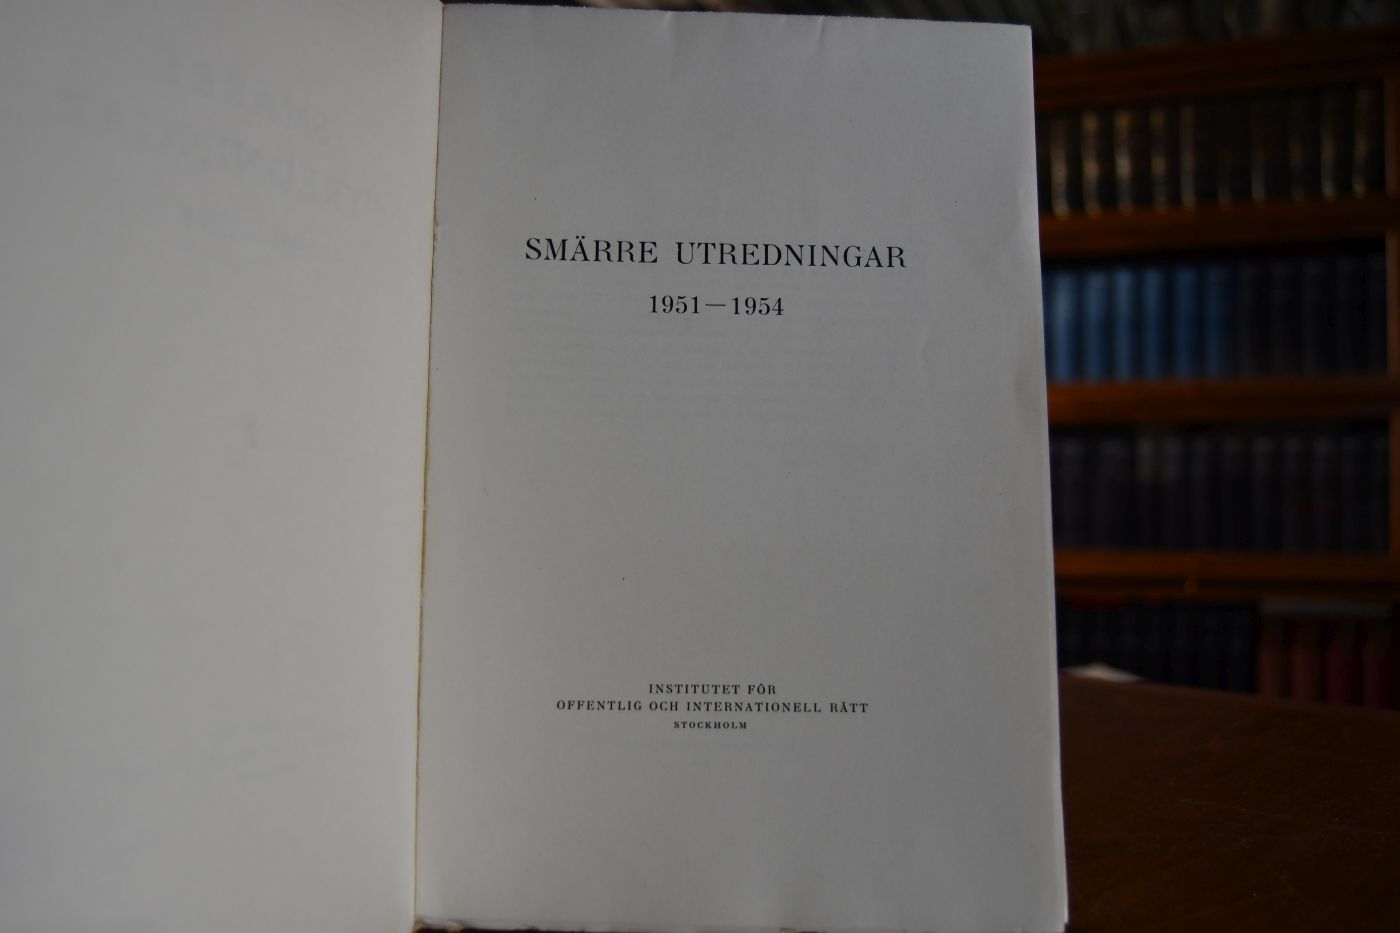 SMÄRRE UTREDNINGAR
1951—1954
INSTITUTET FÖR
OFFENTLIG OCH INTERNATIONELL RÄTT
STOCKHOLM